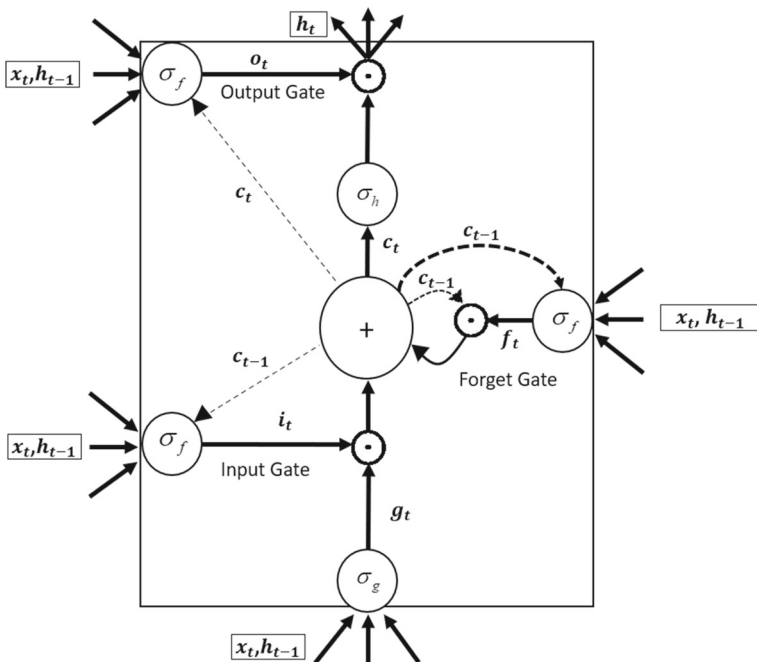 h_t
x_t,h_{t-1}
σ_f
o_t
Output Gate
c_t
σ_h
c_t
c_{t-1}
c_{t-1}
+
σ_f
f_t
x_t, h_{t-1}
Forget Gate
c_{t-1}
x_t,h_{t-1}
σ_f
i_t
Input Gate
g_t
σ_g
x_t,h_{t-1}